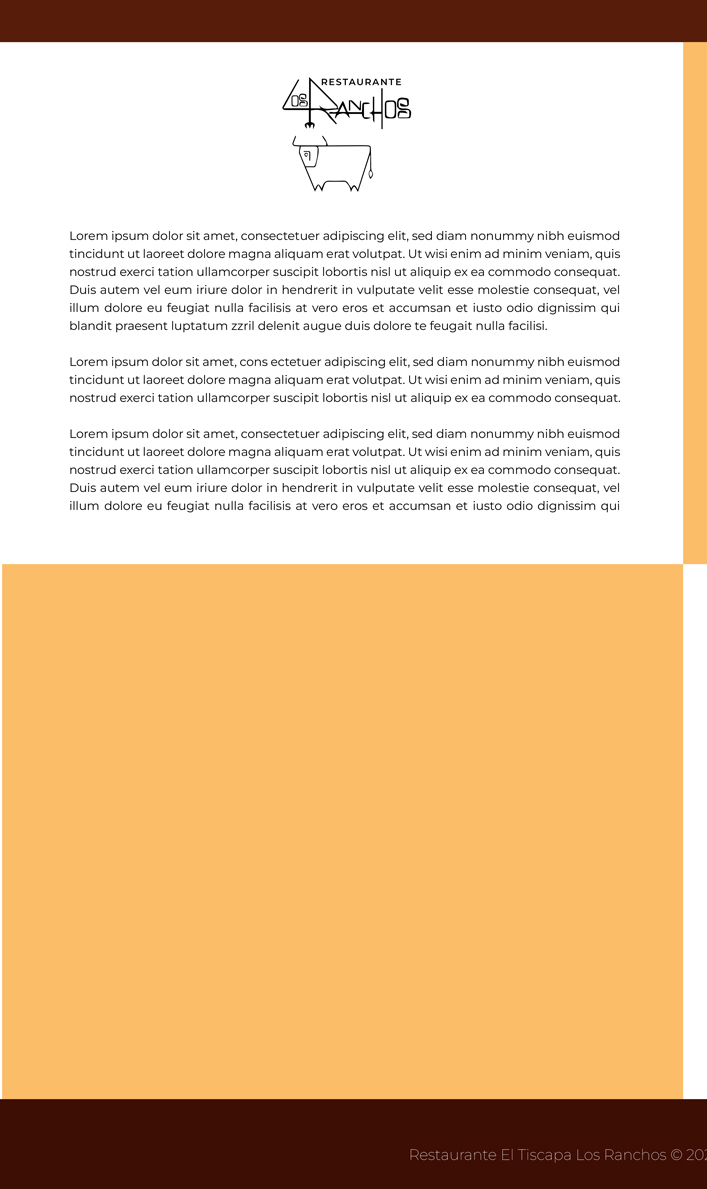 RESTAURANTE
Los RANCHOS
Lorem ipsum dolor sit amet, consectetuer adipiscing elit, sed diam nonummy nibh euismod
tincidunt ut laoreet dolore magna aliquam erat volutpat. Ut wisi enim ad minim veniam, quis
nostrud exerci tation ullamcorper suscipit lobortis nisl ut aliquip ex ea commodo consequat.
Duis autem vel eum iriure dolor in hendrerit in vulputate velit esse molestie consequat, vel
illum dolore eu feugiat nulla facilisis at vero eros et accumsan et iusto odio dignissim qui
blandit praesent luptatum zzril delenit augue duis dolore te feugait nulla facilisi.
Lorem ipsum dolor sit amet, cons ectetuer adipiscing elit, sed diam nonummy nibh euismod
tincidunt ut laoreet dolore magna aliquam erat volutpat. Ut wisi enim ad minim veniam, quis
nostrud exerci tation ullamcorper suscipit lobortis nisl ut aliquip ex ea commodo consequat.
Lorem ipsum dolor sit amet, consectetuer adipiscing elit, sed diam nonummy nibh euismod
tincidunt ut laoreet dolore magna aliquam erat volutpat. Ut wisi enim ad minim veniam, quis
nostrud exerci tation ullamcorper suscipit lobortis nisl ut aliquip ex ea commodo consequat.
Duis autem vel eum iriure dolor in hendrerit in vulputate velit esse molestie consequat, vel
illum dolore eu feugiat nulla facilisis at vero eros et accumsan et iusto odio dignissim qui
Restaurante El Tiscapa Los Ranchos ©